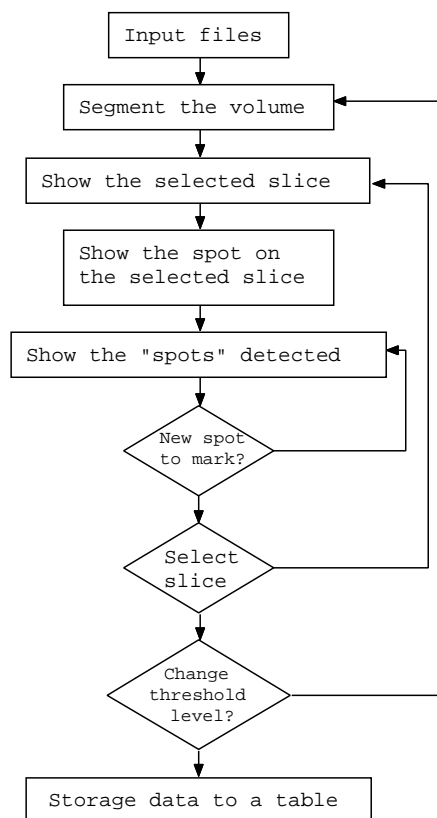 Input files
Segment the volume
Show the selected slice
Show the spot on
the selected slice
Show the "spots" detected
New spot
to mark?
Select
slice
Change
threshold
level?
Storage data to a table